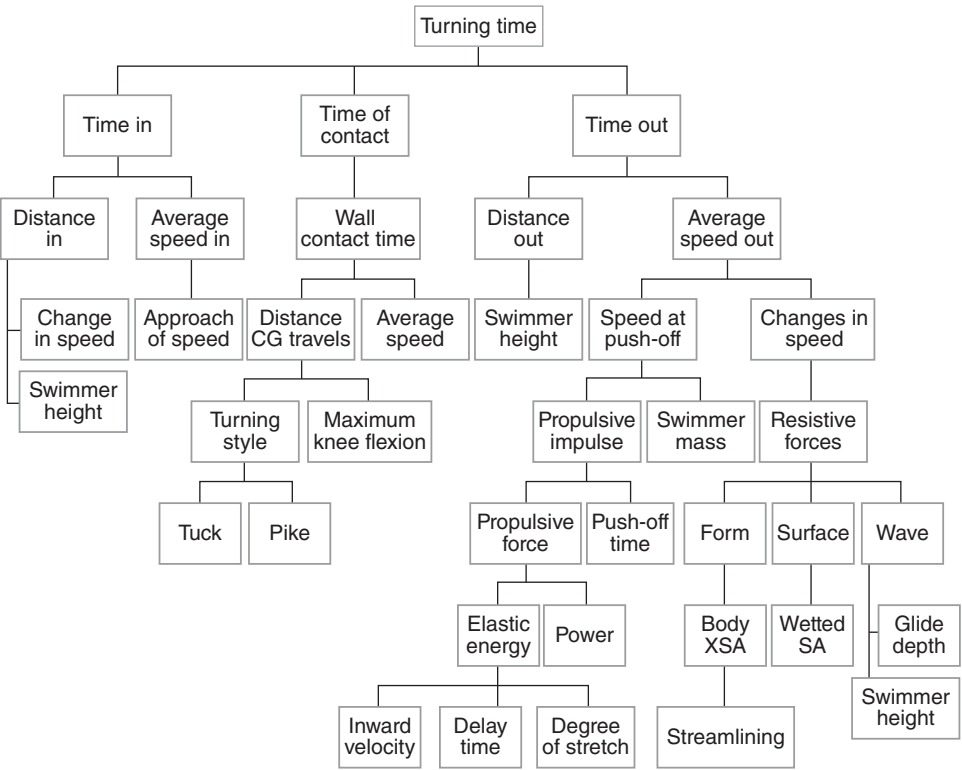 Turning time
Time in
Time of
contact
Time out
Distance
in
Average
speed in
Wall
contact time
Distance
out
Average
speed out
Change
in speed
Approach
of speed
Distance
CG travels
Average
speed
Swimmer
height
Speed at
push-off
Changes in
speed
Swimmer
height
Turning
style
Maximum
knee flexion
Propulsive
impulse
Swimmer
mass
Resistive
forces
Tuck
Pike
Propulsive
force
Push-off
time
Form
Surface
Wave
Elastic
energy
Power
Body
XSA
Wetted
SA
Glide
depth
Swimmer
height
Inward
velocity
Delay
time
Degree
of stretch
Streamlining